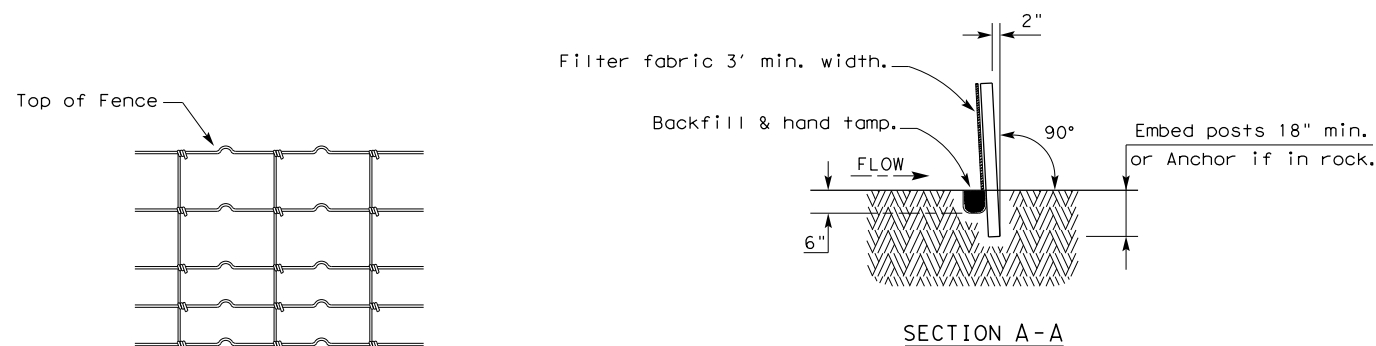 Top of Fence
2"
Filter fabric 3' min. width.
Backfill & hand tamp.
90°
Embed posts 18" min.
or Anchor if in rock.
FLOW
6"
SECTION A-A